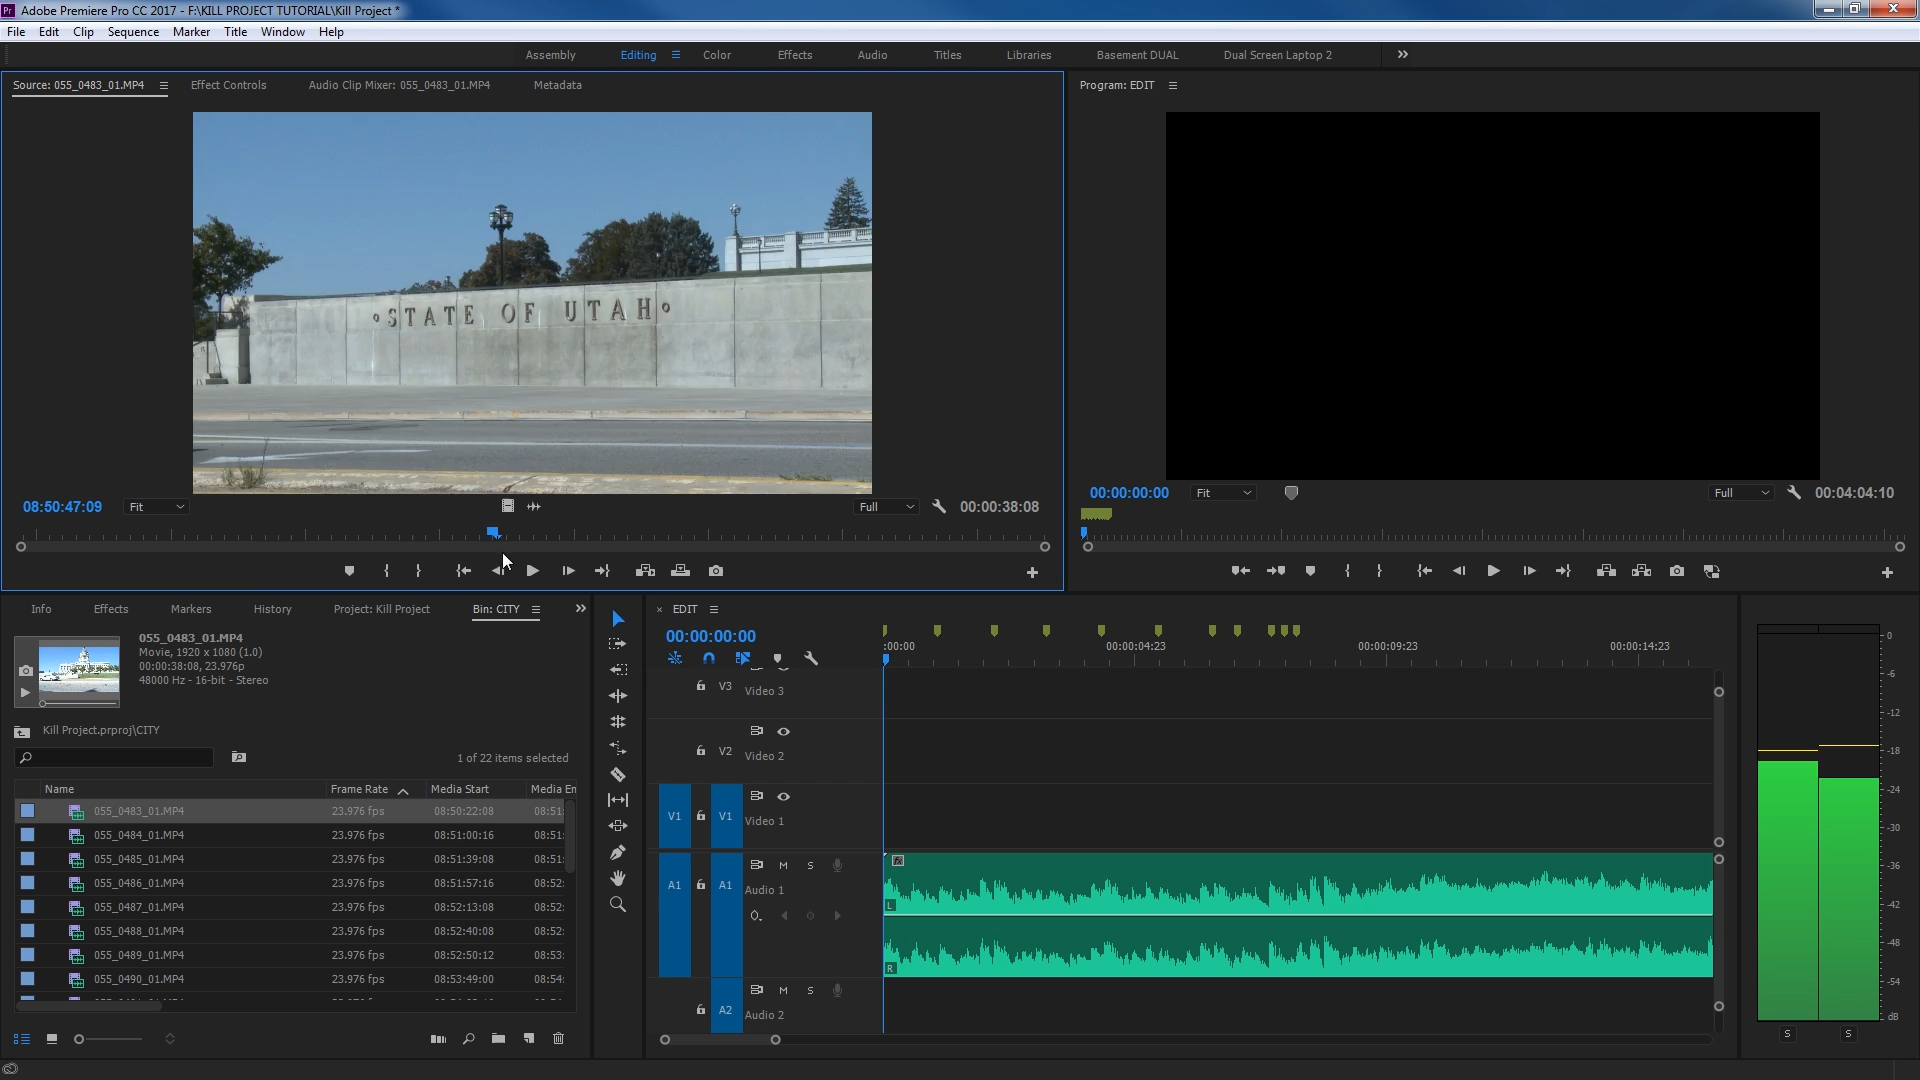 Pr Adobe Premiere Pro CC 2017 - F:\KILL PROJECT TUTORIAL\Kill Project *
File Edit Clip Sequence Marker Title Window Help
Assembly Editing Color Effects Audio Titles Libraries Basement DUAL Dual Screen Laptop 2
Source: 055_0483_01.MP4 Effect Controls Audio Clip Mixer: 055_0483_01.MP4 Metadata
Program: EDIT
STATE OF UTAH
08:50:47:09 Fit Full 00:00:38:08
00:00:00:00 Fit Full 00:04:04:10
Info Effects Markers History Project: Kill Project Bin: CITY
055_0483_01.MP4
Movie, 1920 x 1080 (1.0)
00:00:38:08, 23.976p
48000 Hz - 16-bit - Stereo
Kill Project.prproj\CITY
1 of 22 items selected
Name Frame Rate Media Start Media En
055_0483_01.MP4 23.976 fps 08:50:22:08 08:51:
055_0484_01.MP4 23.976 fps 08:51:00:16 08:51:
055_0485_01.MP4 23.976 fps 08:51:39:08 08:51:
055_0486_01.MP4 23.976 fps 08:51:57:16 08:52:
055_0487_01.MP4 23.976 fps 08:52:13:08 08:52:
055_0488_01.MP4 23.976 fps 08:52:40:08 08:52:
055_0489_01.MP4 23.976 fps 08:52:50:12 08:53:
055_0490_01.MP4 23.976 fps 08:53:49:00 08:54:
EDIT
00:00:00:00
:00:00 00:00:04:23 00:00:09:23 00:00:14:23
V3 Video 3
V2 Video 2
V1 V1 Video 1
M S
A1 A1 Audio 1
fx
L
R
M S
A2 Audio 2
0
-6
-12
-18
-24
-30
-36
-42
-48
-54
dB
S S